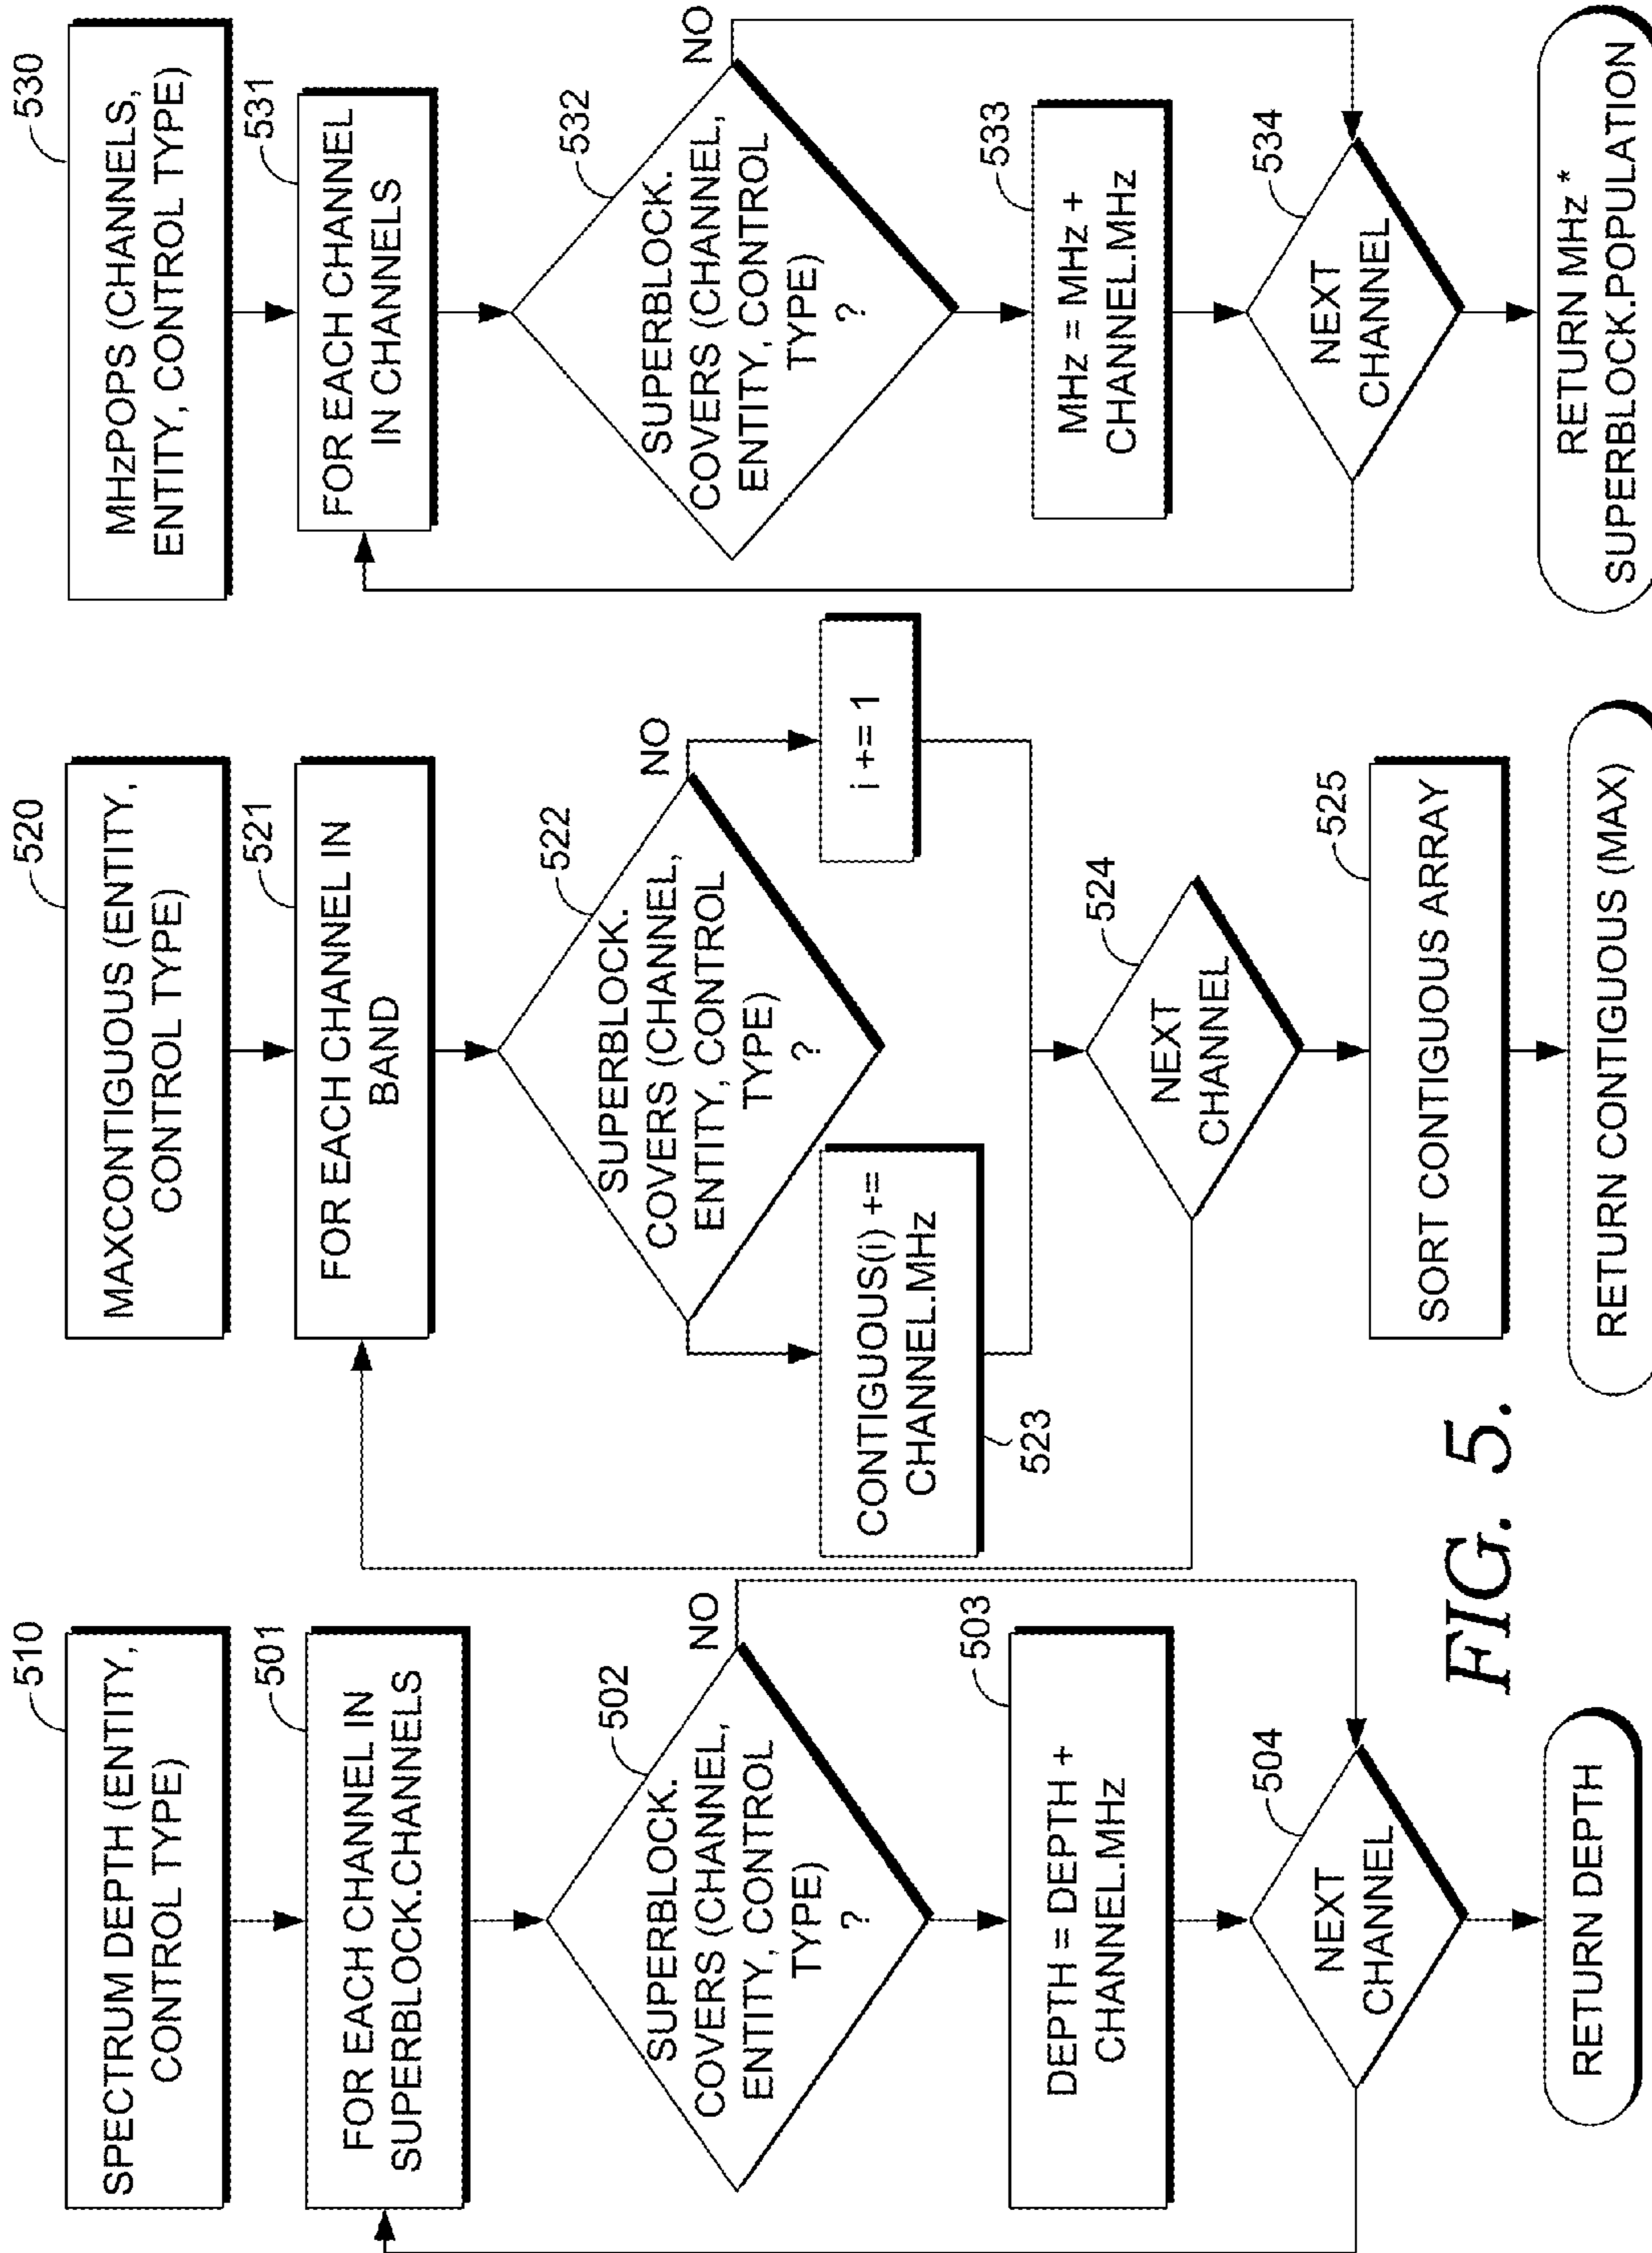 510
SPECTRUM DEPTH (ENTITY,
CONTROL TYPE)
501
FOR EACH CHANNEL IN
SUPERBLOCK.CHANNELS
502
SUPERBLOCK.
COVERS (CHANNEL,
ENTITY, CONTROL
TYPE)
?
NO
503
DEPTH = DEPTH +
CHANNEL.MHz
504
NEXT
CHANNEL
RETURN DEPTH
520
MAXCONTIGUOUS (ENTITY,
CONTROL TYPE)
521
FOR EACH CHANNEL IN
BAND
522
SUPERBLOCK.
COVERS (CHANNEL,
ENTITY, CONTROL
TYPE)
?
NO
CONTIGUOUS(i) +=
CHANNEL.MHz
523
i += 1
524
NEXT
CHANNEL
525
SORT CONTIGUOUS ARRAY
RETURN CONTIGUOUS (MAX)
530
MHzPOPS (CHANNELS,
ENTITY, CONTROL TYPE)
531
FOR EACH CHANNEL
IN CHANNELS
532
SUPERBLOCK.
COVERS (CHANNEL,
ENTITY, CONTROL
TYPE)
?
NO
533
MHz = MHz +
CHANNEL.MHz
534
NEXT
CHANNEL
RETURN MHz *
SUPERBLOCK.POPULATION
FIG. 5.